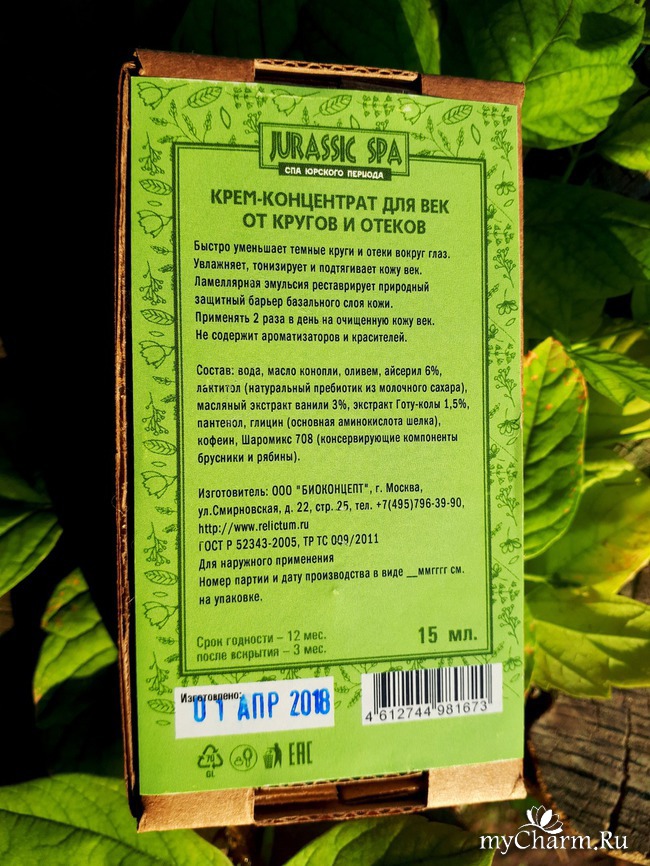 JURASSIC SPA
СПА ЮРСКОГО ПЕРИОДА
КРЕМ-КОНЦЕНТРАТ ДЛЯ ВЕК
ОТ КРУГОВ И ОТЕКОВ
Быстро уменьшает темные круги и отеки вокруг глаз.
Увлажняет, тонизирует и подтягивает кожу век.
Ламеллярная эмульсия реставрирует природный
защитный барьер базального слоя кожи.
Применять 2 раза в день на очищенную кожу век.
Не содержит ароматизаторов и красителей.
Состав: вода, масло конопли, оливем, айсерил 6%,
лактитол (натуральный пребиотик из молочного сахара),
масляный экстракт ванили 3%, экстракт Готу-колы 1,5%,
пантенол, глицин (основная аминокислота шелка),
кофеин, Шаромикс 708 (консервирующие компоненты
брусники и рябины).
Изготовитель: ООО "БИОКОНЦЕПТ", г. Москва,
ул.Смирновская, д. 22, стр. 25, тел. +7(495)796-39-90,
http://www.relictum.ru
ГОСТ Р 52343-2005, ТР ТС 009/2011
Для наружного применения
Номер партии и дату производства в виде __ммгггг см.
на упаковке.
Срок годности – 12 мес.
после вскрытия – 3 мес.
15 мл.
Изготовлено:
01 АПР 2018
4 612744 981673
70
GL
EAC
myCharm.Ru